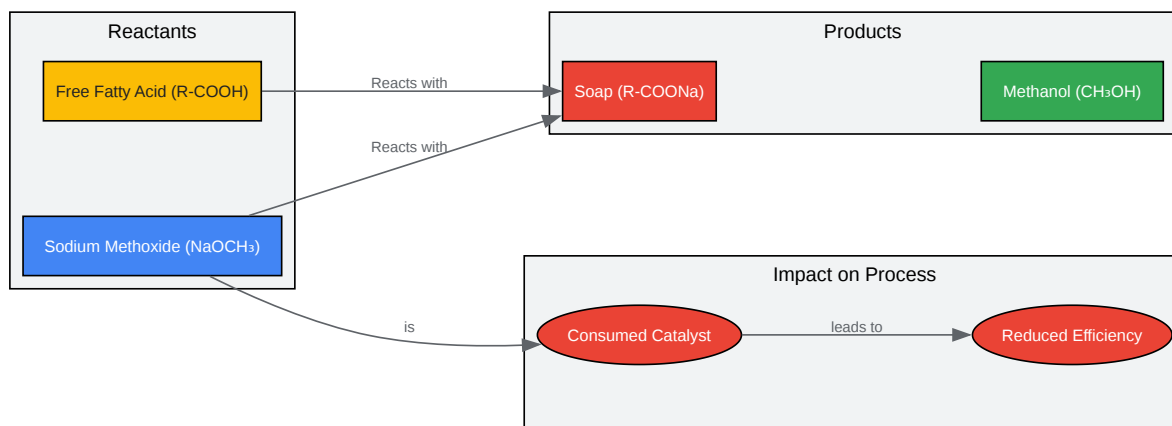 Reactants
Products
Free Fatty Acid (R-COOH)
Reacts with
Soap (R-COONa)
Methanol (CH₃OH)
Reacts with
Sodium Methoxide (NaOCH₃)
Impact on Process
is
Consumed Catalyst
leads to
Reduced Efficiency